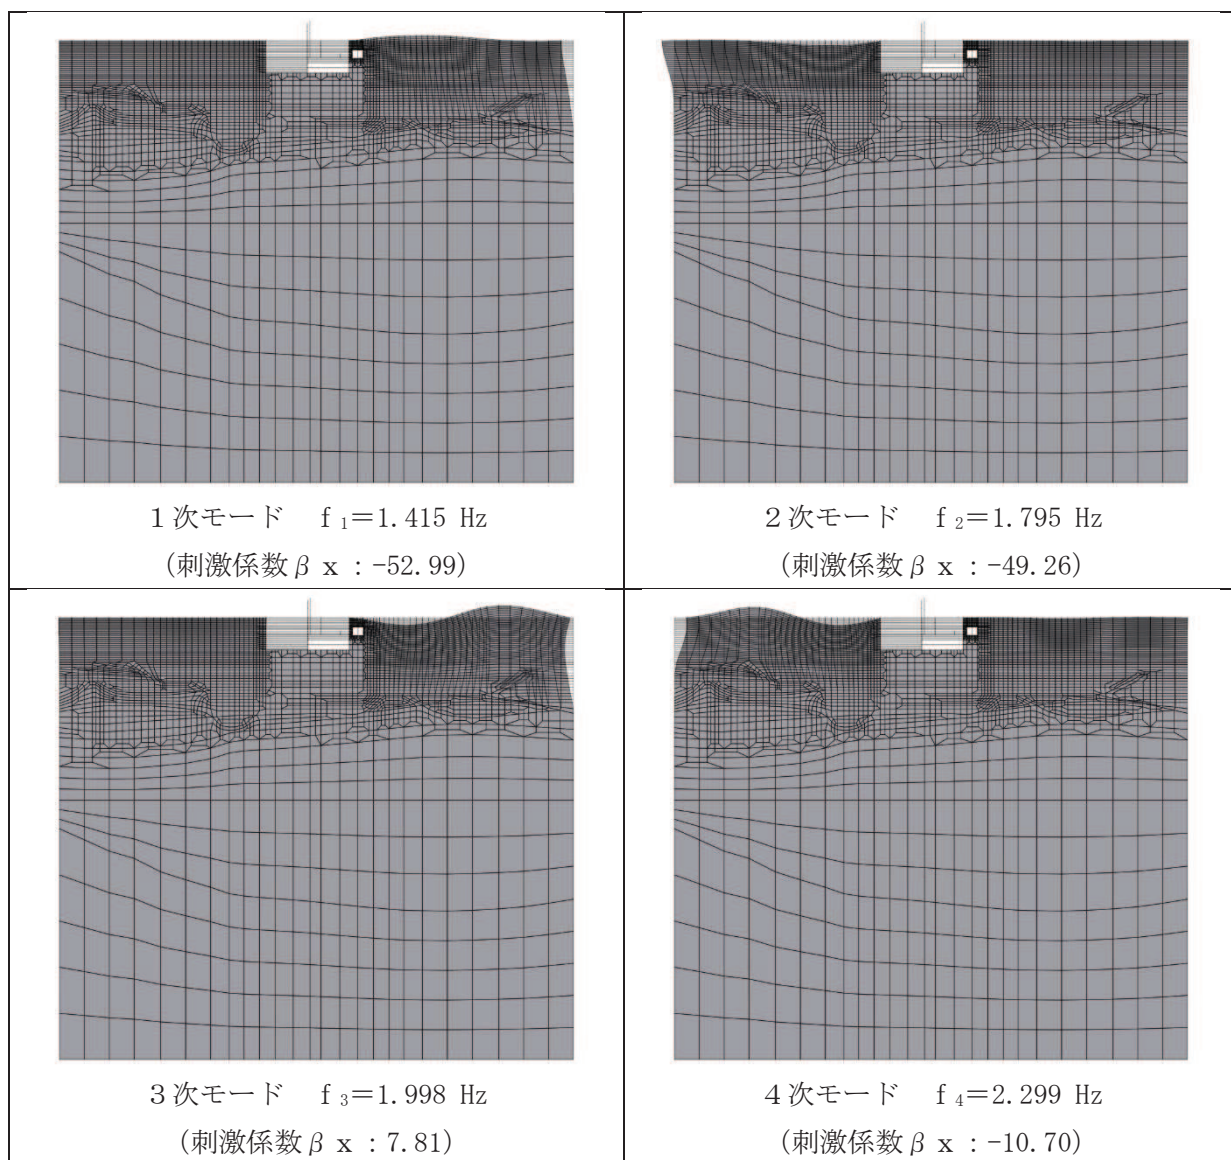 1次モード f₁=1.415 Hz
(刺激係数βx:-52.99)
2次モード f₂=1.795 Hz
(刺激係数βx:-49.26)
3次モード f₃=1.998 Hz
(刺激係数βx:7.81)
4次モード f₄=2.299 Hz
(刺激係数βx:-10.70)